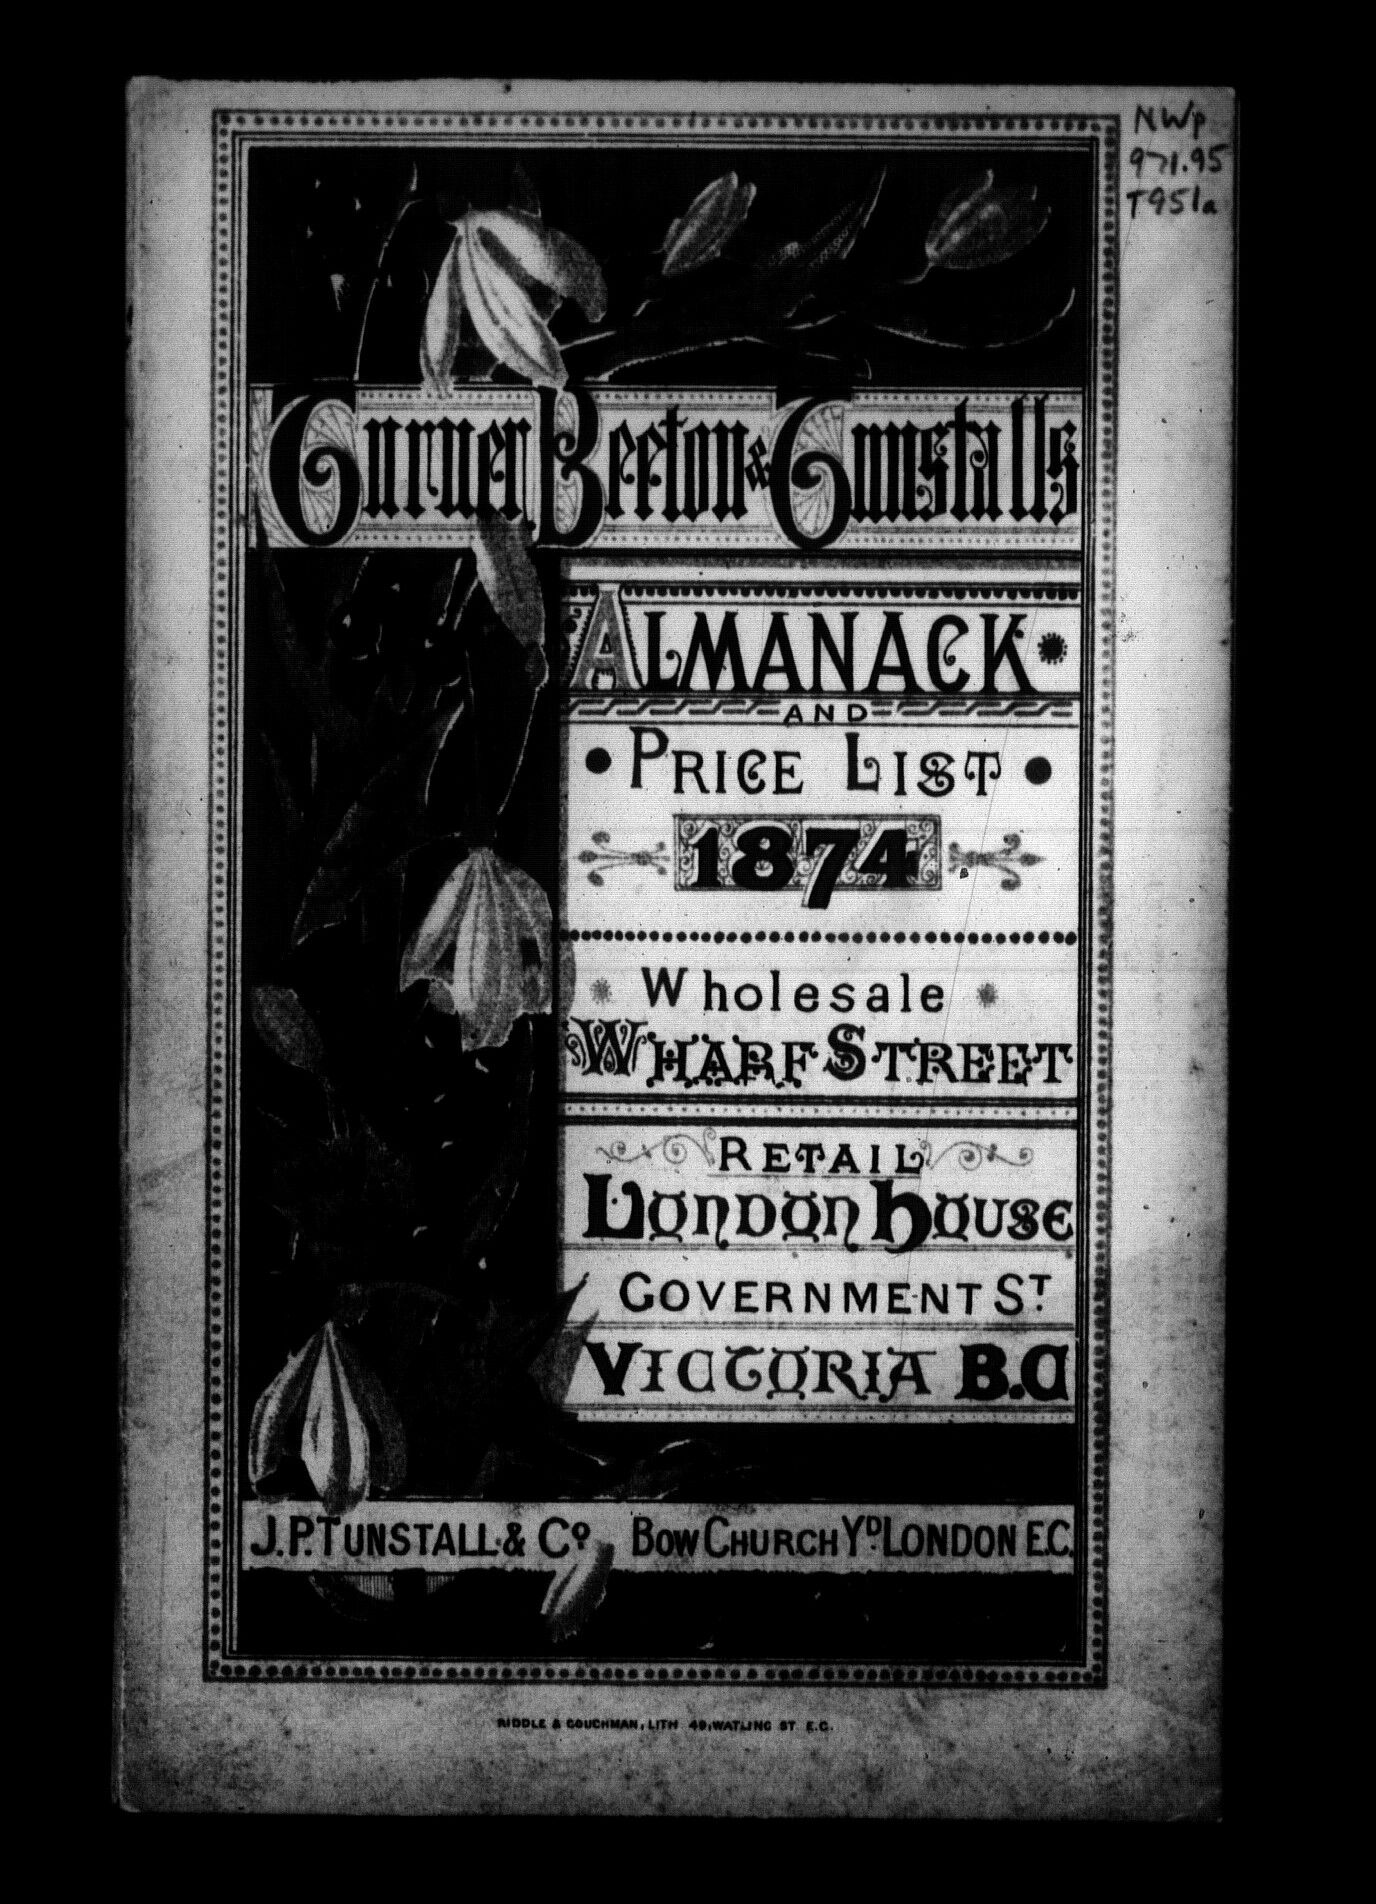 NWp
971.95
T951a
Turner, Beeton & Tunstalls
ALMANACK
AND
PRICE LIST
1874
Wholesale
WHARF STREET
RETAIL
LONDON HOUSE
GOVERNMENT ST.
VICTORIA B.C
J.P. TUNSTALL & Co. BOW CHURCH YD. LONDON E.C.
RIDDLE & COUCHMAN, LITH 49, WATLING ST E.C.